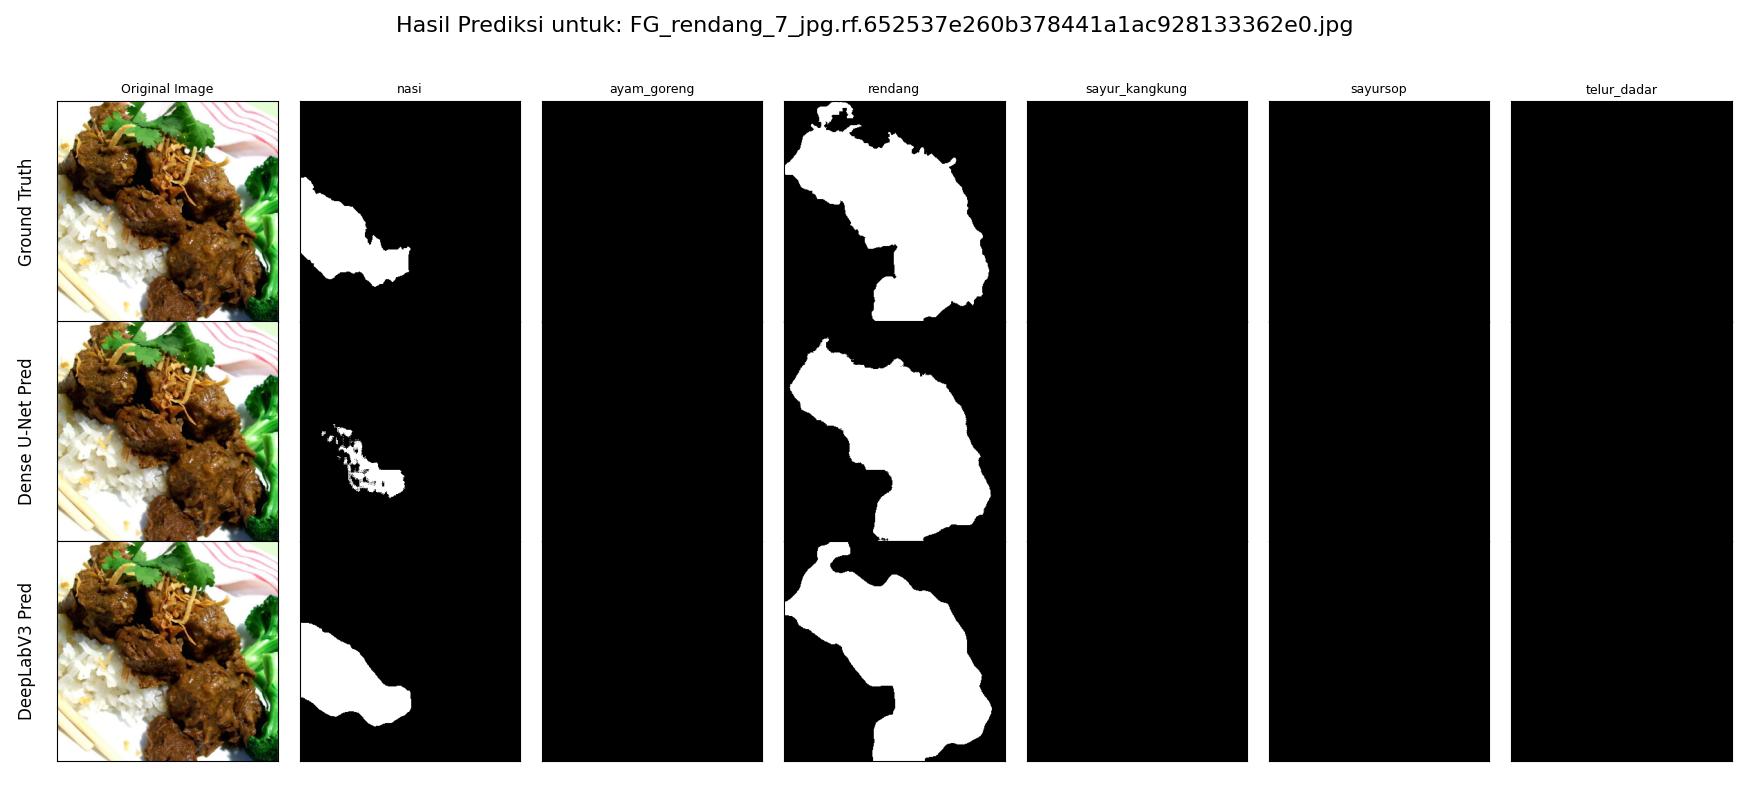 Hasil Prediksi untuk: FG_rendang_7_jpg.rf.652537e260b378441a1ac928133362e0.jpg
Original Image nasi ayam_goreng rendang sayur_kangkung sayursop telur_dadar
Ground Truth
Dense U-Net Pred
DeepLabV3 Pred